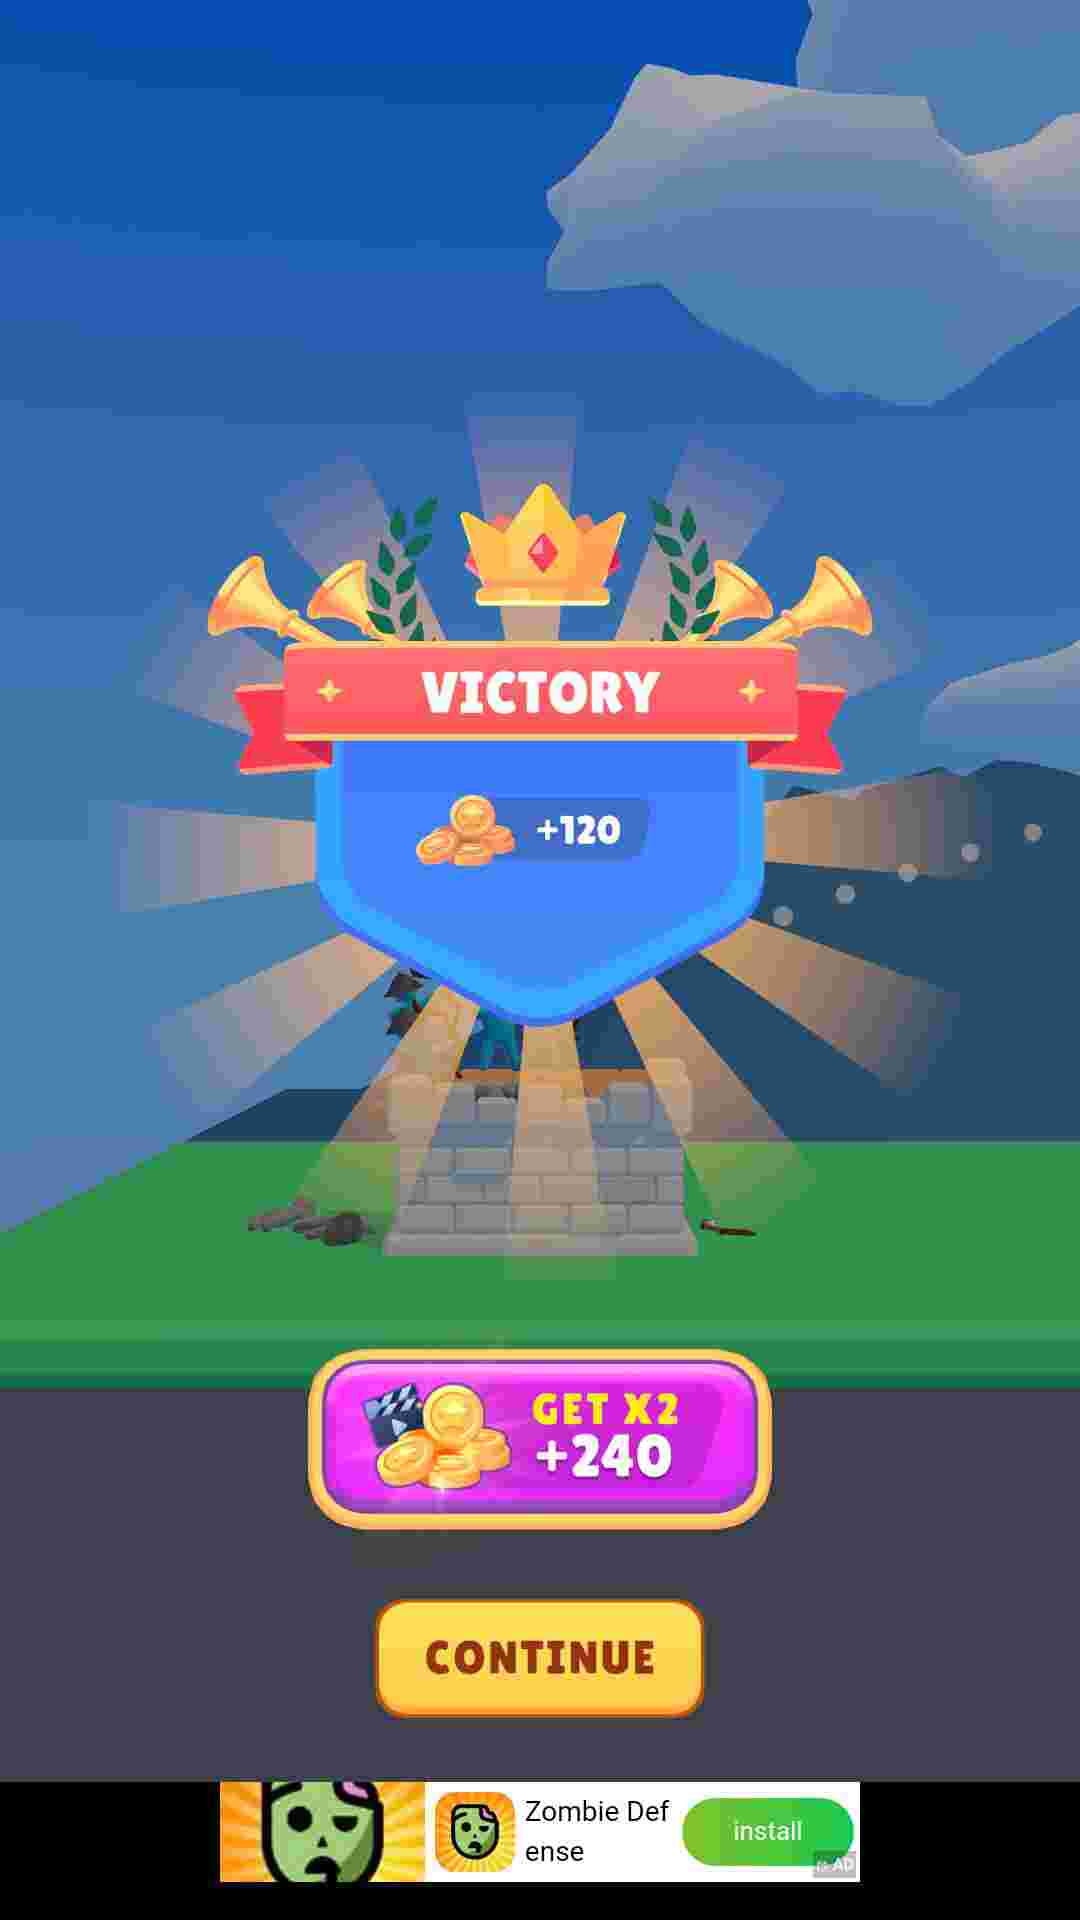 VICTORY
+120
GET X2
+240
CONTINUE
Zombie Def
ense
install
AD